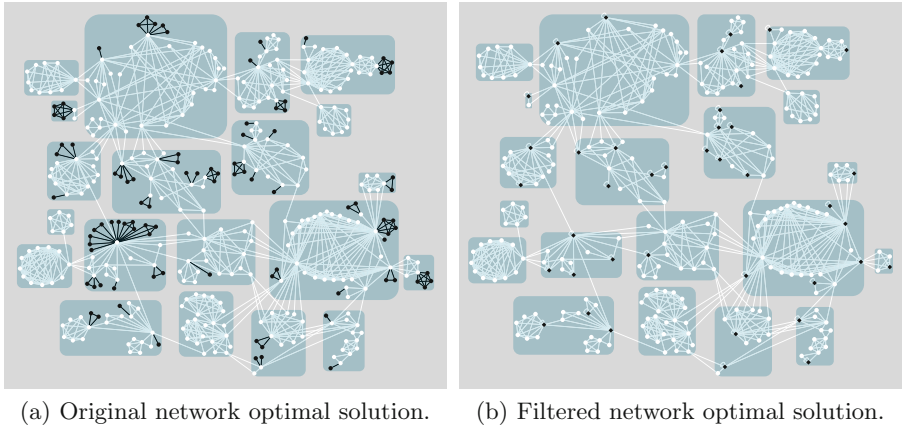 (a) Original network optimal solution.
(b) Filtered network optimal solution.